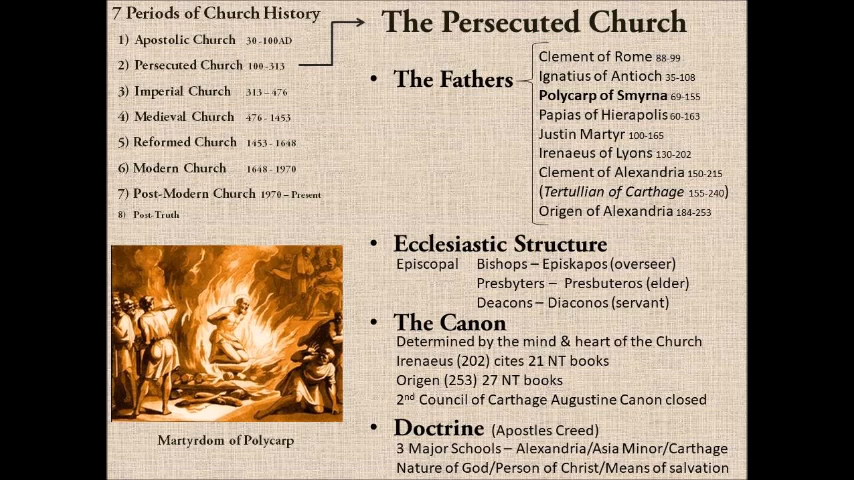 7 Periods of Church History
1) Apostolic Church 30-100AD
2) Persecuted Church 100-313
3) Imperial Church 313 – 476
4) Medieval Church 476 - 1453
5) Reformed Church 1453 - 1648
6) Modern Church 1648 - 1970
7) Post-Modern Church 1970 – Present
8) Post-Truth
Martyrdom of Polycarp
The Persecuted Church
• The Fathers
Clement of Rome 88-99
Ignatius of Antioch 35-108
Polycarp of Smyrna 69-155
Papias of Hierapolis 60-163
Justin Martyr 100-165
Irenaeus of Lyons 130-202
Clement of Alexandria 150-215
(Tertullian of Carthage 155-240)
Origen of Alexandria 184-253
• Ecclesiastic Structure
Episcopal Bishops – Episkapos (overseer)
Presbyters – Presbuteros (elder)
Deacons – Diaconos (servant)
• The Canon
Determined by the mind & heart of the Church
Irenaeus (202) cites 21 NT books
Origen (253) 27 NT books
2nd Council of Carthage Augustine Canon closed
• Doctrine (Apostles Creed)
3 Major Schools – Alexandria/Asia Minor/Carthage
Nature of God/Person of Christ/Means of salvation